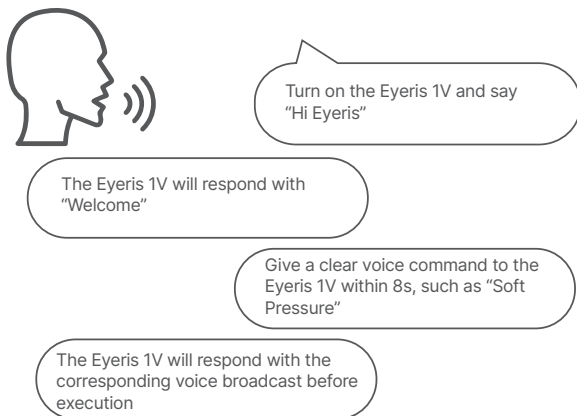 Turn on the Eyeris 1V and say
“Hi Eyeris”
The Eyeris 1V will respond with
“Welcome”
Give a clear voice command to the
Eyeris 1V within 8s, such as “Soft
Pressure”
The Eyeris 1V will respond with the
corresponding voice broadcast before
execution